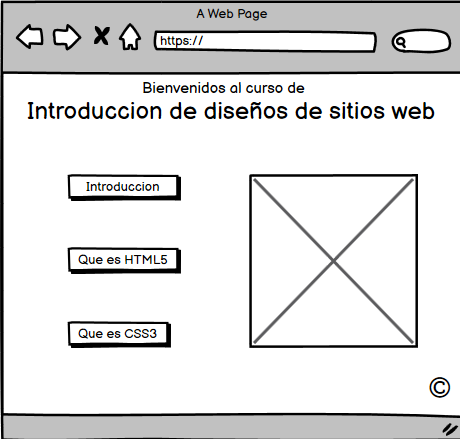 A Web Page
https://
Bienvenidos al curso de
Introduccion de diseños de sitios web
Introduccion
Que es HTML5
Que es CSS3
©